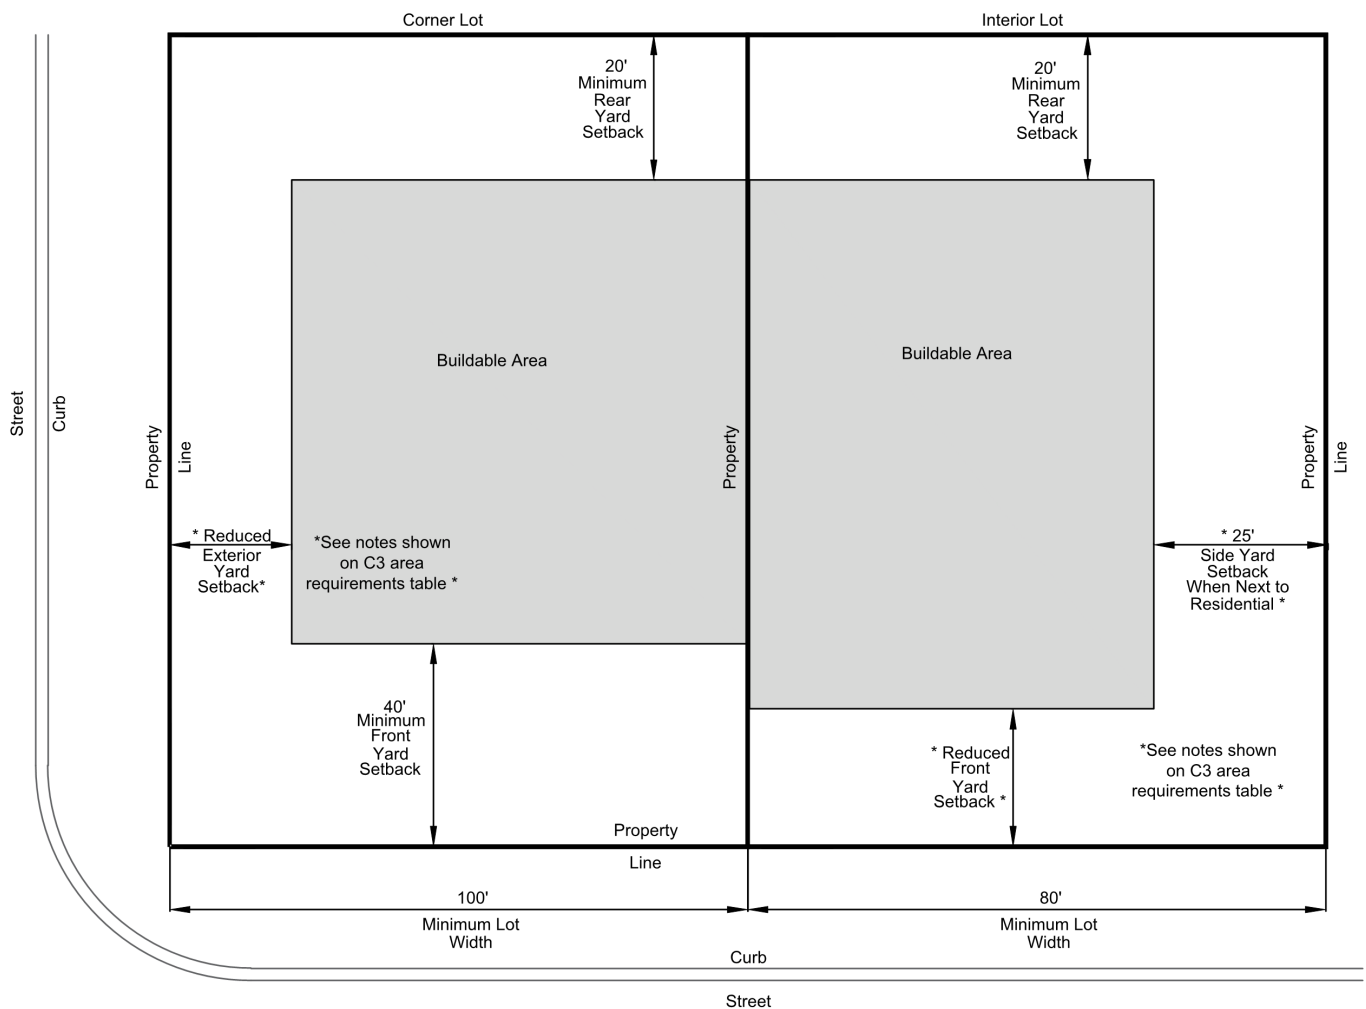 Corner Lot
Interior Lot
20'
Minimum
Rear
Yard
Setback
20'
Minimum
Rear
Yard
Setback
Buildable Area
Buildable Area
Street
Curb
Property
Line
Property
Property
Line
* Reduced
Exterior
Yard
Setback*
*See notes shown
on C3 area
requirements table *
* 25'
Side Yard
Setback
When Next to
Residential *
40'
Minimum
Front
Yard
Setback
* Reduced
Front
Yard
Setback *
*See notes shown
on C3 area
requirements table *
Property
Line
100'
Minimum Lot
Width
80'
Minimum Lot
Width
Curb
Street